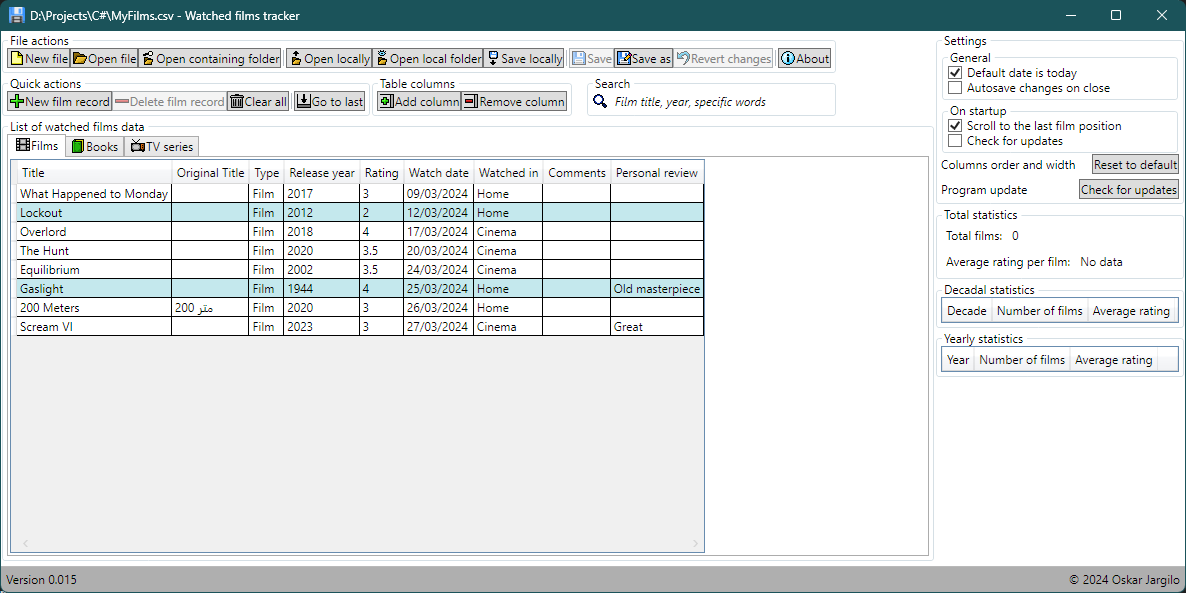 D:\Projects\C#\MyFilms.csv - Watched films tracker
File actions
New file Open file Open containing folder Open locally Open local folder Save locally Save Save as Revert changes About
Quick actions Table columns Search
New film record Delete film record Clear all Go to last Add column Remove column Film title, year, specific words
List of watched films data
Films Books TV series
Title Original Title Type Release year Rating Watch date Watched in Comments Personal review
What Happened to Monday Film 2017 3 09/03/2024 Home
Lockout Film 2012 2 12/03/2024 Home
Overlord Film 2018 4 17/03/2024 Cinema
The Hunt Film 2020 3.5 20/03/2024 Cinema
Equilibrium Film 2002 3.5 24/03/2024 Cinema
Gaslight Film 1944 4 25/03/2024 Home Old masterpiece
200 Meters 200 متر Film 2020 3 26/03/2024 Home
Scream VI Film 2023 3 27/03/2024 Cinema Great
Settings
General
Default date is today
Autosave changes on close
On startup
Scroll to the last film position
Check for updates
Columns order and width Reset to default
Program update Check for updates
Total statistics
Total films: 0
Average rating per film: No data
Decadal statistics
Decade Number of films Average rating
Yearly statistics
Year Number of films Average rating
Version 0.015 © 2024 Oskar Jargilo